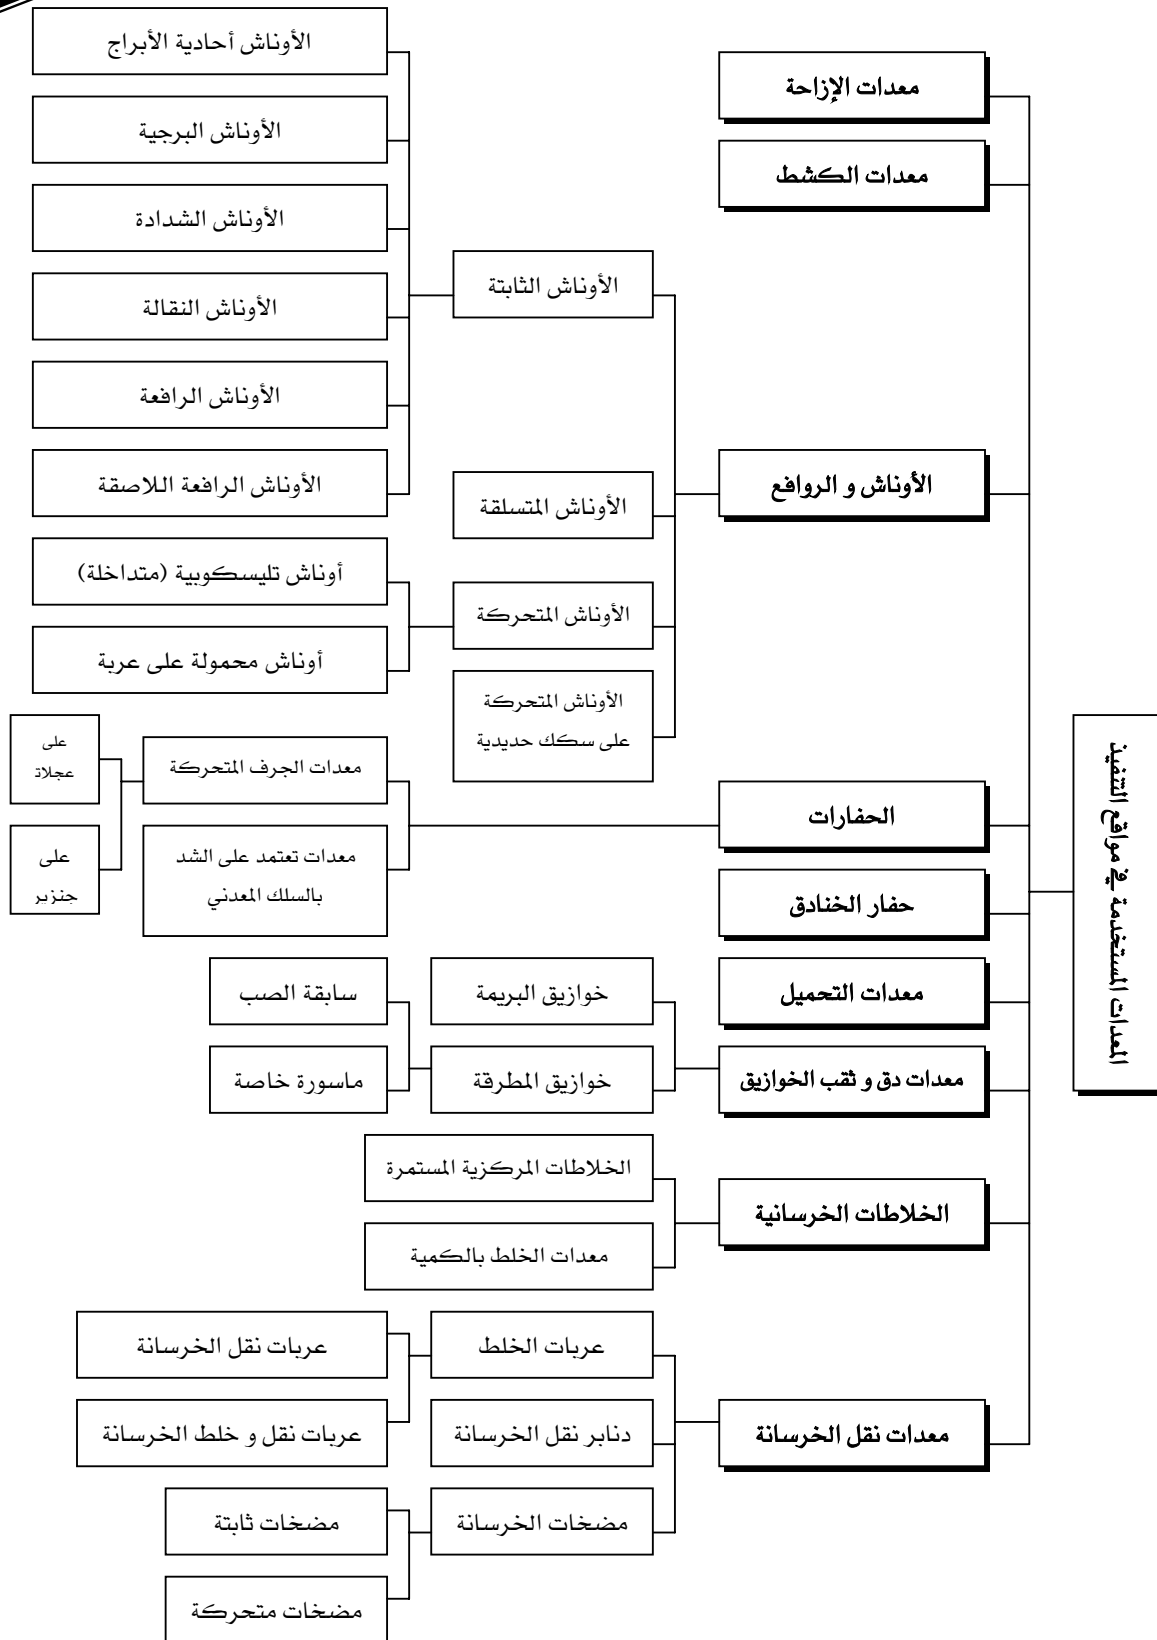 المعدات المستخدمة في مواقع التنفيذ
معدات الإزاحة
معدات الكشط
الأوناش و الروافع
الأوناش الثابتة
الأوناش أحادية الأبراج
الأوناش البرجية
الأوناش الشدادة
الأوناش النقالة
الأوناش الرافعة
الأوناش الرافعة اللاصقة
الأوناش المتسلقة
الأوناش المتحركة
أوناش تليسكوبية (متداخلة)
أوناش محمولة على عربة
الأوناش المتحركة
على سكك حديدية
الحفارات
معدات الجرف المتحركة
على
عجلات
على
جنزير
معدات تعتمد على الشد
بالسلك المعدني
حفار الخنادق
معدات التحميل
معدات دق و ثقب الخوازيق
خوازيق البريمة
خوازيق المطرقة
سابقة الصب
ماسورة خاصة
الخلاطات الخرسانية
الخلاطات المركزية المستمرة
معدات الخلط بالكمية
معدات نقل الخرسانة
عربات الخلط
عربات نقل الخرسانة
عربات نقل و خلط الخرسانة
دنابر نقل الخرسانة
مضخات الخرسانة
مضخات ثابتة
مضخات متحركة